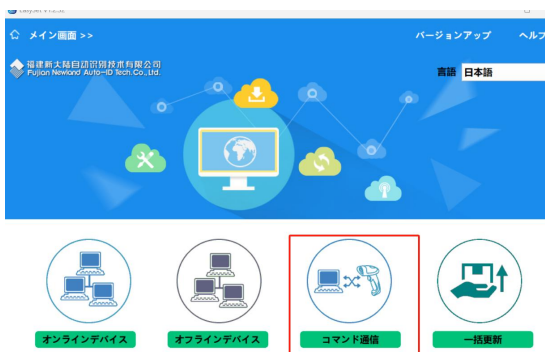 メイン画面 >>
バージョンアップ
ヘルプ
福建新大陆自动识别技术有限公司
Fujian Newland Auto-ID Tech.Co.,Ltd.
言語
日本語
オンラインデバイス
オフラインデバイス
コマンド通信
一括更新